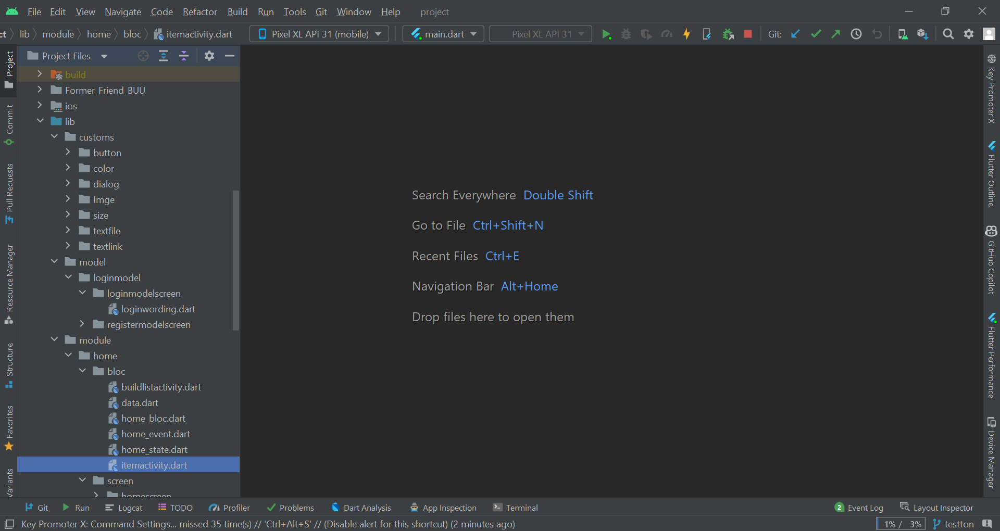 File Edit View Navigate Code Refactor Build Run Tools Git Window Help project
ct lib module home bloc itemactivity.dart Pixel XL API 31 (mobile) main.dart Pixel XL API 31 Git:
Project Files
build
Former_Friend_BUU
ios
lib
customs
button
color
dialog
Imge
size
textfile
textlink
model
loginmodel
loginmodelscreen
loginwording.dart
registermodelscreen
module
home
bloc
buildlistactivity.dart
data.dart
home_bloc.dart
home_event.dart
home_state.dart
itemactivity.dart
screen
homescreen
Project
Commit
Pull Requests
Resource Manager
Structure
Favorites
Variants
Search Everywhere Double Shift
Go to File Ctrl+Shift+N
Recent Files Ctrl+E
Navigation Bar Alt+Home
Drop files here to open them
Key Promoter X
Flutter Outline
GitHub Copilot
Flutter Performance
Device Manager
Git Run Logcat TODO Profiler Problems Dart Analysis App Inspection Terminal 2 Event Log Layout Inspector
Key Promoter X: Command Settings... missed 35 time(s) // 'Ctrl+Alt+S' // (Disable alert for this shortcut) (2 minutes ago) 1% / 3% testton